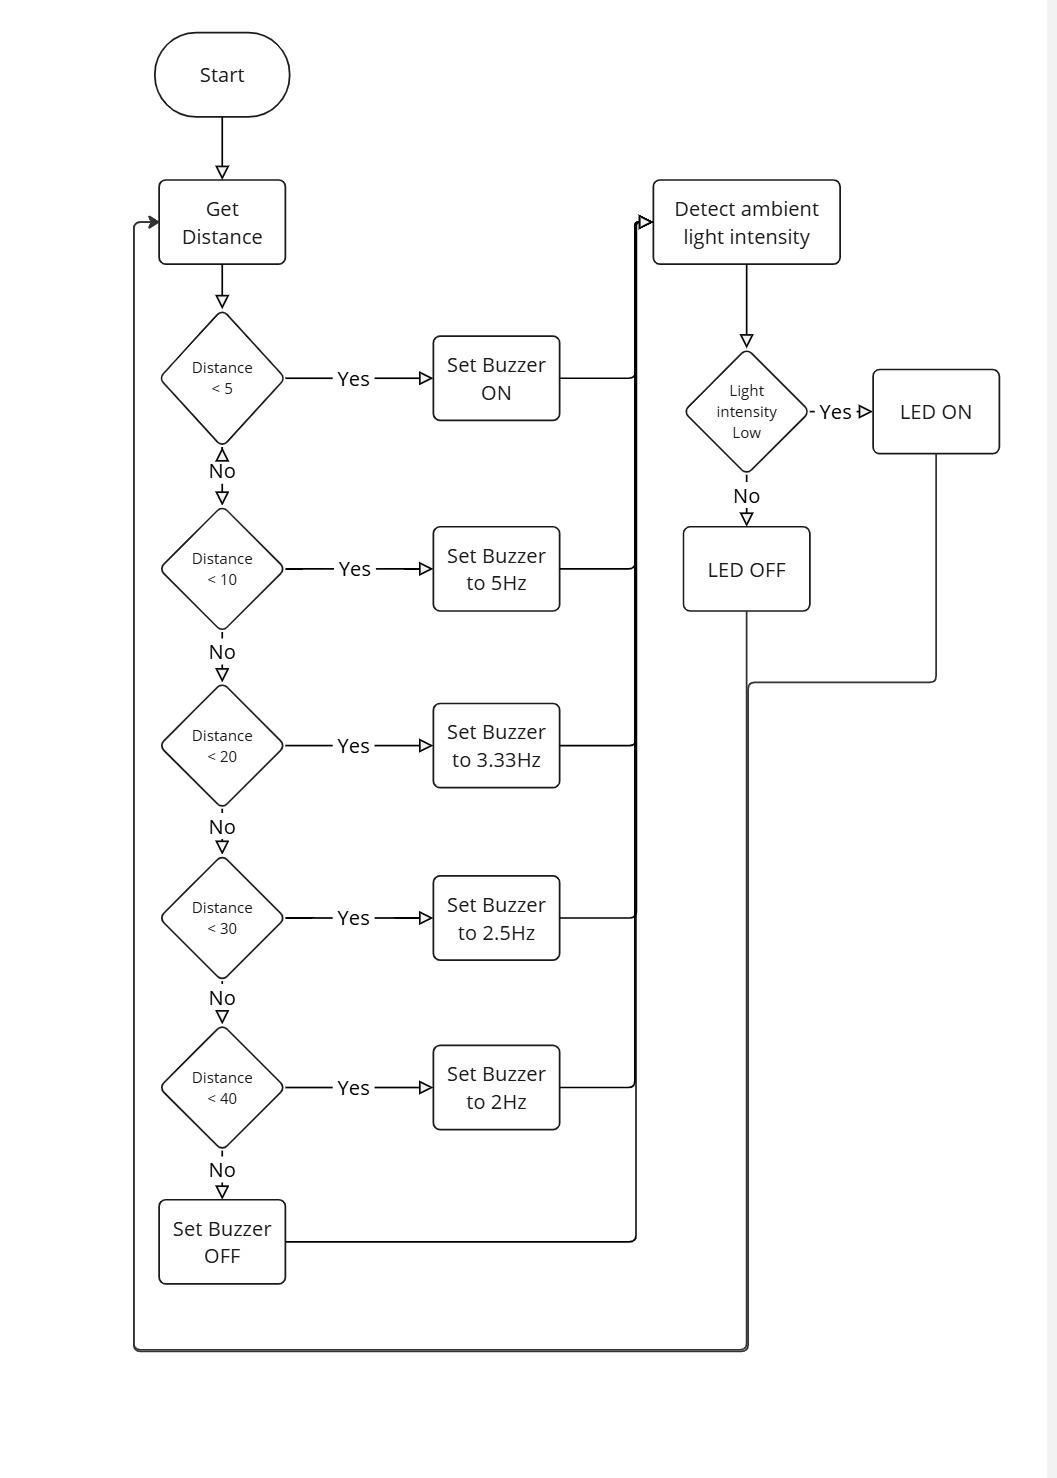 Start
Get
Distance
Distance
< 5
Yes
Set Buzzer
ON
No
Distance
< 10
Yes
Set Buzzer
to 5Hz
No
Distance
< 20
Yes
Set Buzzer
to 3.33Hz
No
Distance
< 30
Yes
Set Buzzer
to 2.5Hz
No
Distance
< 40
Yes
Set Buzzer
to 2Hz
No
Set Buzzer
OFF
Detect ambient
light intensity
Light
intensity
Low
Yes
LED ON
No
LED OFF